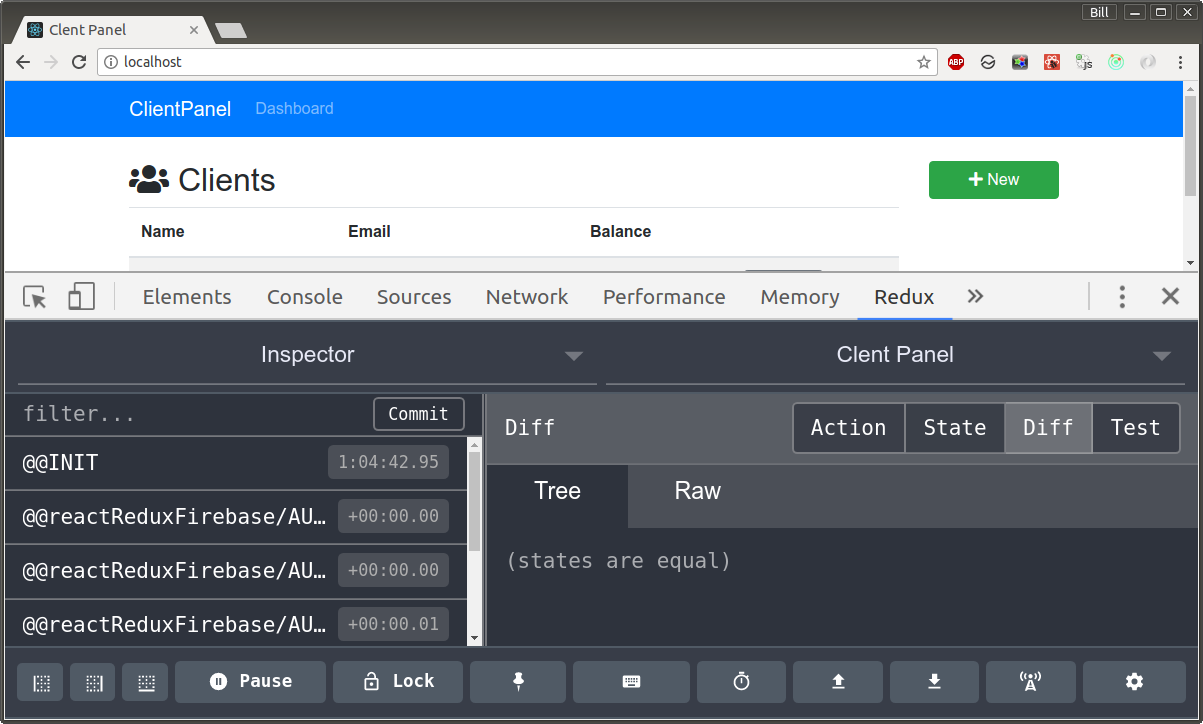 Bill
Clent Panel
localhost
ABP
js
ClientPanel Dashboard
Clients
New
Name Email Balance
Elements Console Sources Network Performance Memory Redux
Inspector Clent Panel
filter... Commit
Diff Action State Diff Test
@@INIT 1:04:42.95
Tree Raw
@@reactReduxFirebase/AU... +00:00.00
(states are equal)
@@reactReduxFirebase/AU... +00:00.00
@@reactReduxFirebase/AU... +00:00.01
Pause Lock